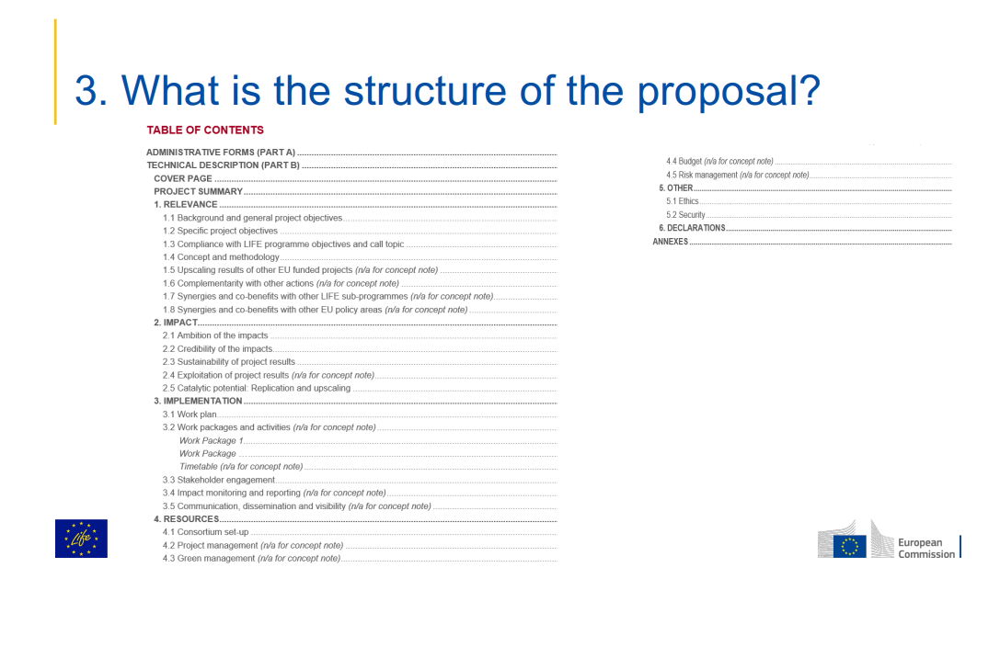 3. What is the structure of the proposal?
TABLE OF CONTENTS
ADMINISTRATIVE FORMS (PART A)
TECHNICAL DESCRIPTION (PART B)
COVER PAGE
PROJECT SUMMARY
1. RELEVANCE
1.1 Background and general project objectives
1.2 Specific project objectives
1.3 Compliance with LIFE programme objectives and call topic
1.4 Concept and methodology
1.5 Upscaling results of other EU funded projects (n/a for concept note)
1.6 Complementarity with other actions (n/a for concept note)
1.7 Synergies and co-benefits with other LIFE sub-programmes (n/a for concept note)
1.8 Synergies and co-benefits with other EU policy areas (n/a for concept note)
2. IMPACT
2.1 Ambition of the impacts
2.2 Credibility of the impacts
2.3 Sustainability of project results
2.4 Exploitation of project results (n/a for concept note)
2.5 Catalytic potential: Replication and upscaling
3. IMPLEMENTATION
3.1 Work plan
3.2 Work packages and activities (n/a for concept note)
Work Package 1
Work Package …
Timetable (n/a for concept note)
3.3 Stakeholder engagement
3.4 Impact monitoring and reporting (n/a for concept note)
3.5 Communication, dissemination and visibility (n/a for concept note)
4. RESOURCES
4.1 Consortium set-up
4.2 Project management (n/a for concept note)
4.3 Green management (n/a for concept note)
4.4 Budget (n/a for concept note)
4.5 Risk management (n/a for concept note)
5. OTHER
5.1 Ethics
5.2 Security
6. DECLARATIONS
ANNEXES
Life
European
Commission